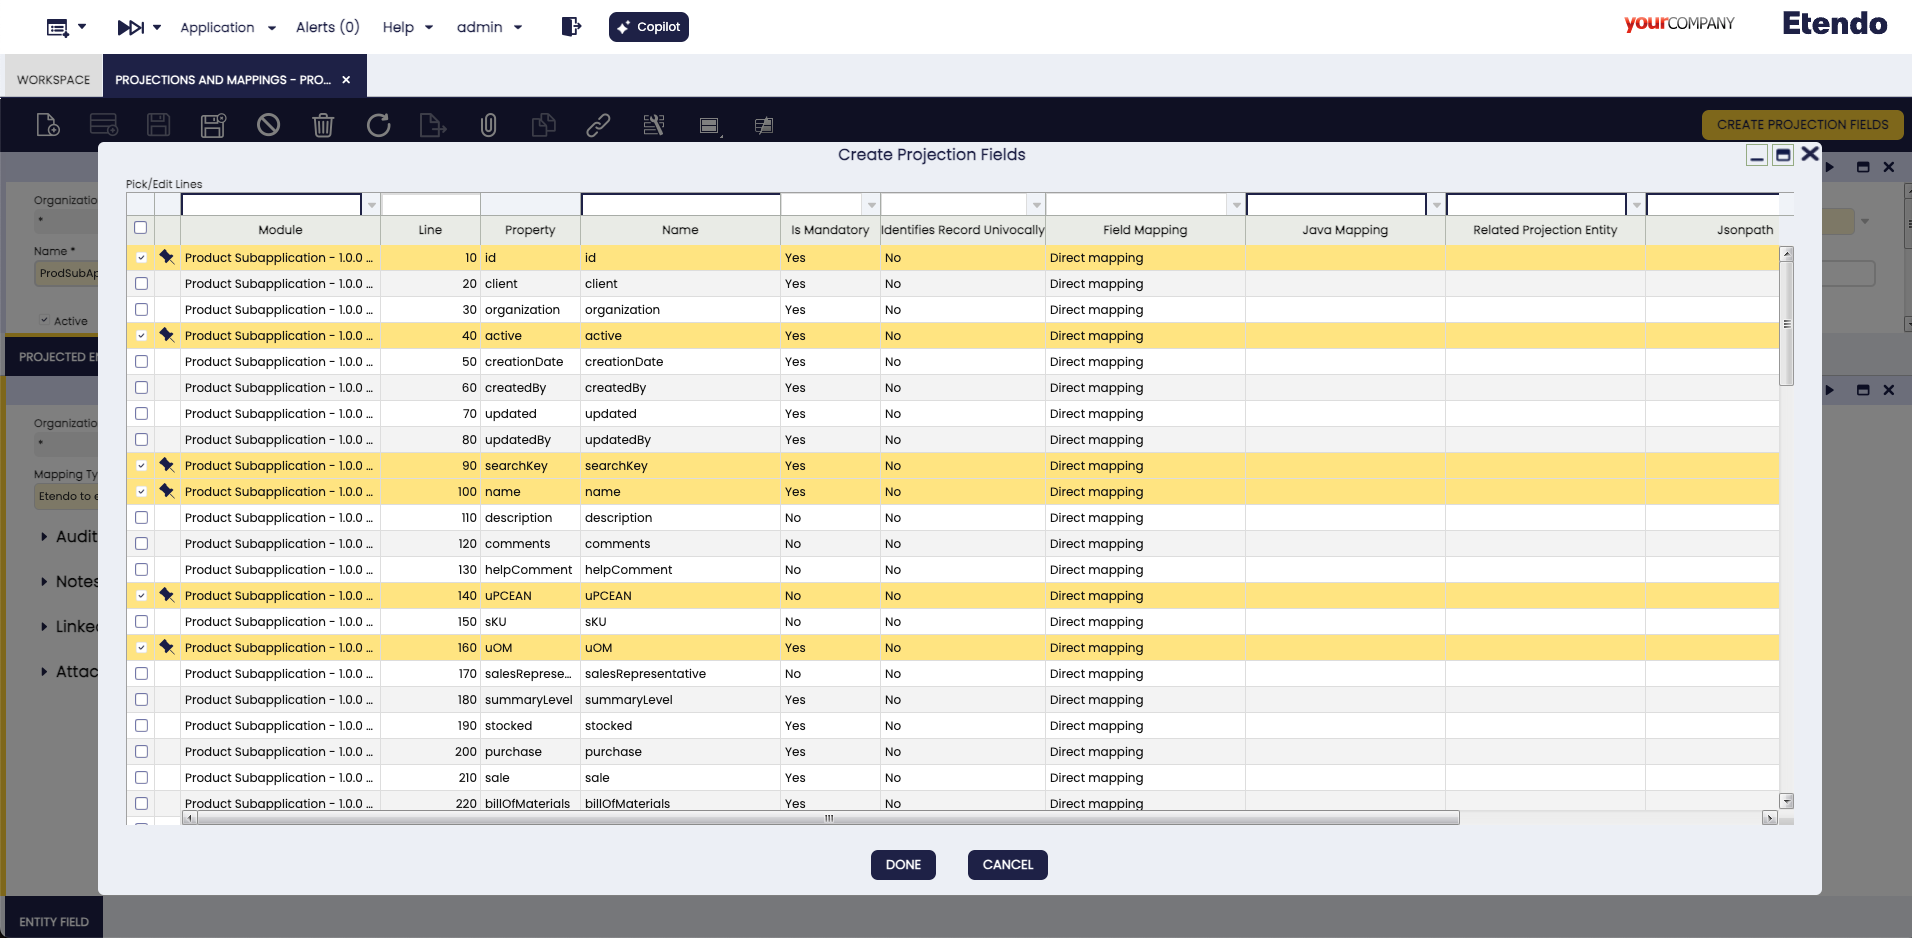 Application Alerts (0) Help admin Copilot yourCOMPANY Etendo
WORKSPACE PROJECTIONS AND MAPPINGS - PRO...
CREATE PROJECTION FIELDS
Create Projection Fields
Pick/Edit Lines
Organizatio
*
Name *
ProdSubAp
Active
PROJECTED EN
Organizatio
*
Mapping Ty
Etendo to e
Audit
Notes
Linke
Attac
ENTITY FIELD
Module Line Property Name Is Mandatory Identifies Record Univocally Field Mapping Java Mapping Related Projection Entity Jsonpath
Product Subapplication - 1.0.0 ... 10 id id Yes No Direct mapping
Product Subapplication - 1.0.0 ... 20 client client Yes No Direct mapping
Product Subapplication - 1.0.0 ... 30 organization organization Yes No Direct mapping
Product Subapplication - 1.0.0 ... 40 active active Yes No Direct mapping
Product Subapplication - 1.0.0 ... 50 creationDate creationDate Yes No Direct mapping
Product Subapplication - 1.0.0 ... 60 createdBy createdBy Yes No Direct mapping
Product Subapplication - 1.0.0 ... 70 updated updated Yes No Direct mapping
Product Subapplication - 1.0.0 ... 80 updatedBy updatedBy Yes No Direct mapping
Product Subapplication - 1.0.0 ... 90 searchKey searchKey Yes No Direct mapping
Product Subapplication - 1.0.0 ... 100 name name Yes No Direct mapping
Product Subapplication - 1.0.0 ... 110 description description No No Direct mapping
Product Subapplication - 1.0.0 ... 120 comments comments No No Direct mapping
Product Subapplication - 1.0.0 ... 130 helpComment helpComment No No Direct mapping
Product Subapplication - 1.0.0 ... 140 uPCEAN uPCEAN No No Direct mapping
Product Subapplication - 1.0.0 ... 150 sKU sKU No No Direct mapping
Product Subapplication - 1.0.0 ... 160 uOM uOM Yes No Direct mapping
Product Subapplication - 1.0.0 ... 170 salesReprese... salesRepresentative No No Direct mapping
Product Subapplication - 1.0.0 ... 180 summaryLevel summaryLevel Yes No Direct mapping
Product Subapplication - 1.0.0 ... 190 stocked stocked Yes No Direct mapping
Product Subapplication - 1.0.0 ... 200 purchase purchase Yes No Direct mapping
Product Subapplication - 1.0.0 ... 210 sale sale Yes No Direct mapping
Product Subapplication - 1.0.0 ... 220 billOfMaterials billOfMaterials Yes No Direct mapping
DONE CANCEL